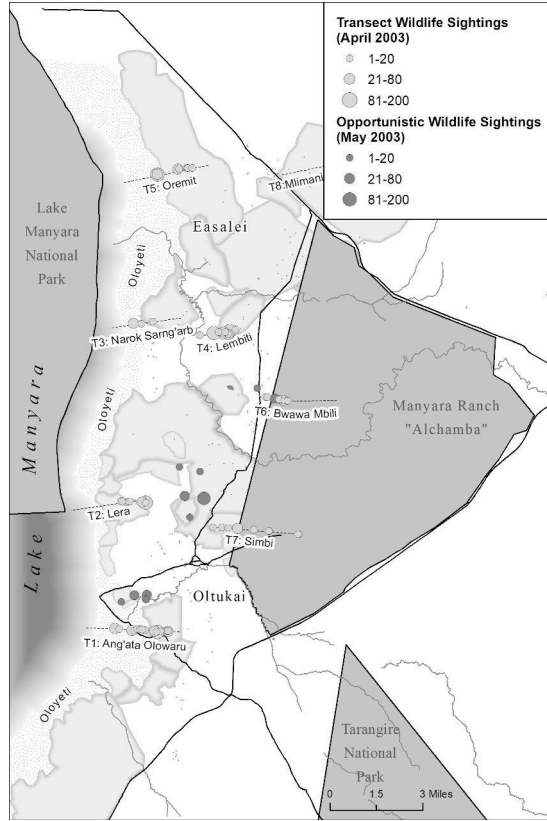 Transect Wildlife Sightings
(April 2003)
1-20
21-80
81-200
Opportunistic Wildlife Sightings
(May 2003)
1-20
21-80
81-200
T5: Oremit
T8:Mlimani
Lake
Manyara
National
Park
Easalei
Oloyeti
T3: Narok Sarng'arb
T4: Lembiti
T6: Bwawa Mbili
Manyara Ranch
"Alchamba"
Oloyeti
Manyara
T2: Lera
T7: Simbi
Lake
Oltukai
T1: Ang'ata Olowaru
Oloyeti
Tarangire
National
Park
0 1.5 3 Miles